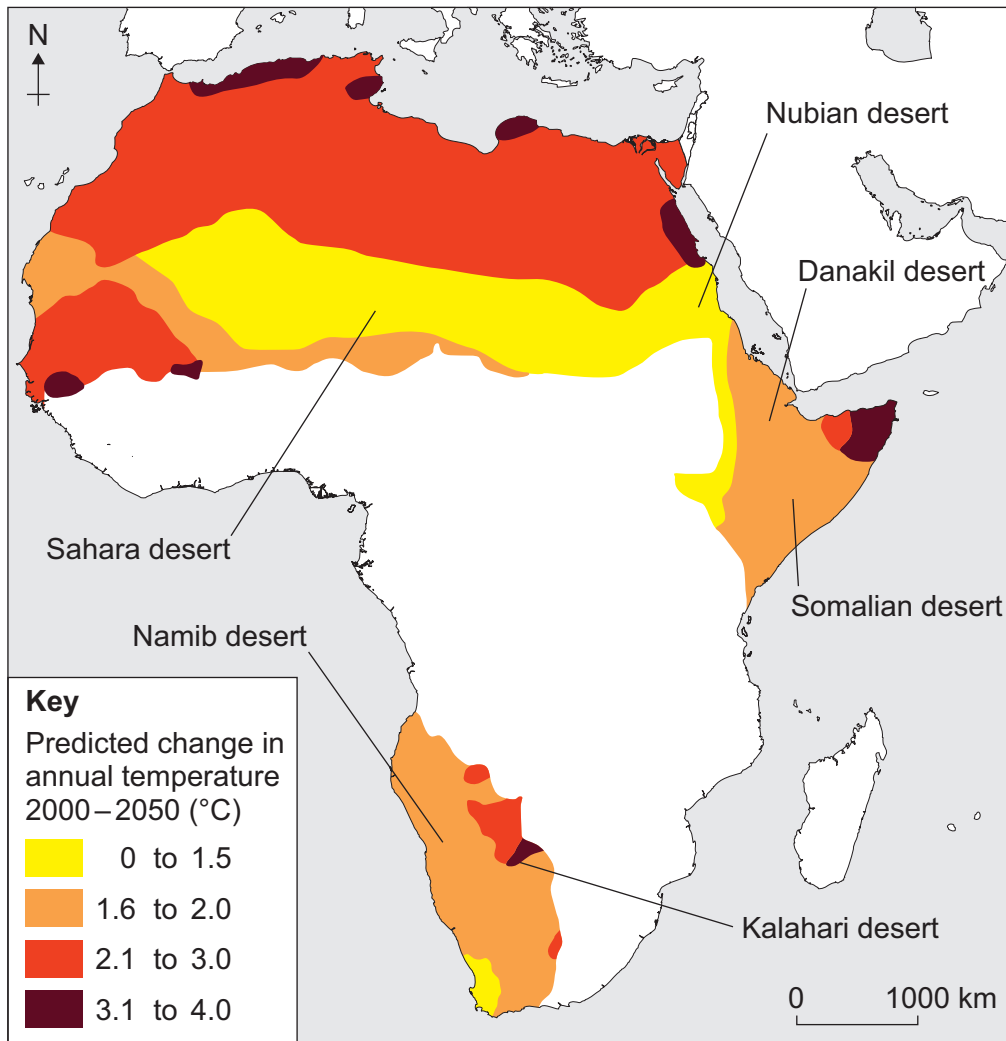 N
Nubian desert
Danakil desert
Sahara desert
Somalian desert
Namib desert
Key
Predicted change in
annual temperature
2000–2050 (°C)
0 to 1.5
1.6 to 2.0
2.1 to 3.0
3.1 to 4.0
Kalahari desert
0 1000 km